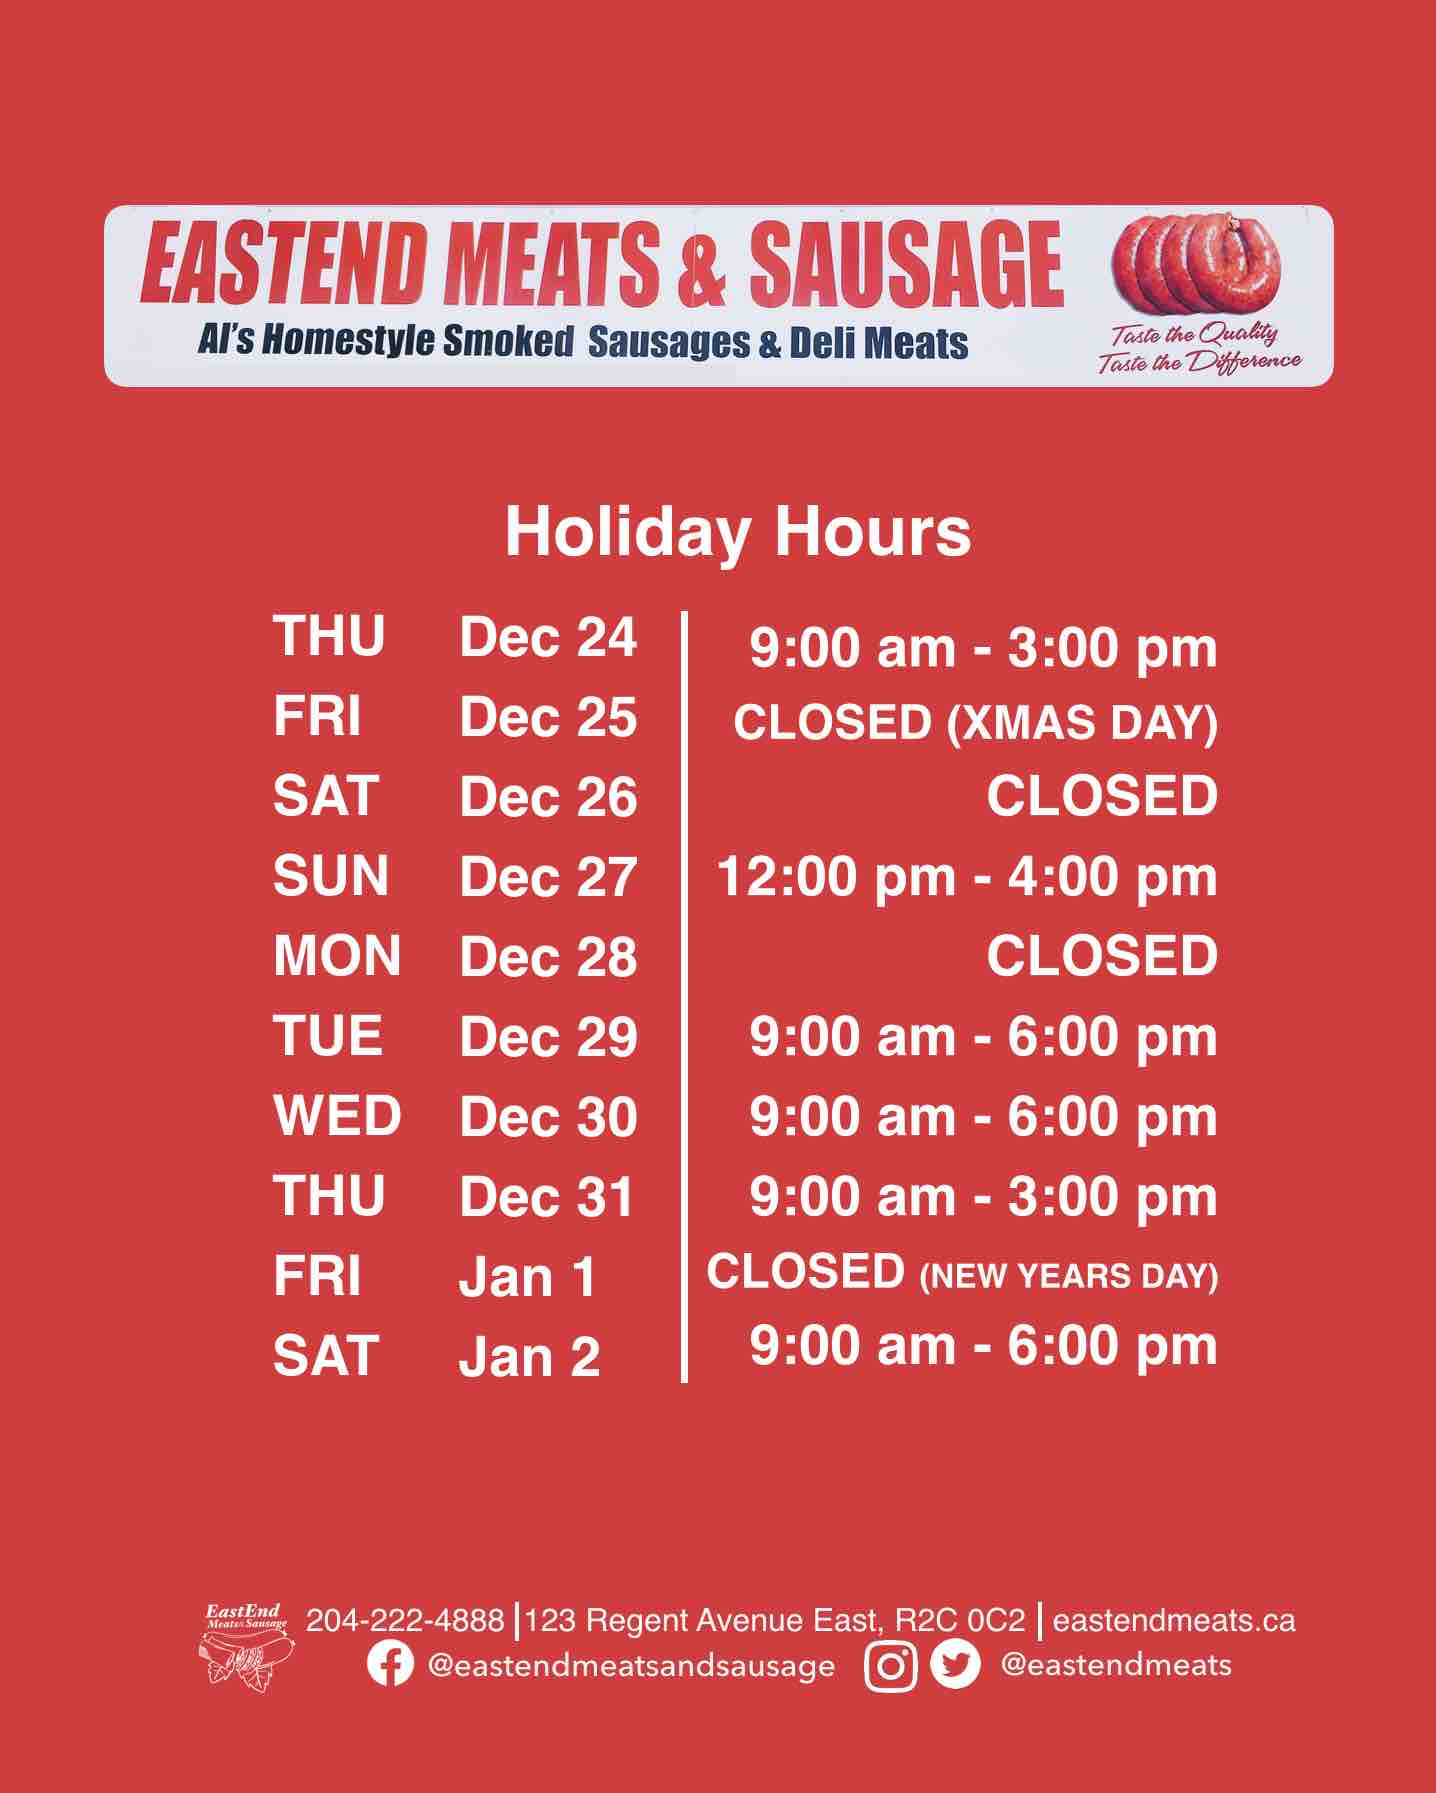 EASTEND MEATS & SAUSAGE
Al's Homestyle Smoked Sausages & Deli Meats
Taste the Quality
Taste the Difference
Holiday Hours
THU Dec 24 9:00 am - 3:00 pm
FRI Dec 25 CLOSED (XMAS DAY)
SAT Dec 26 CLOSED
SUN Dec 27 12:00 pm - 4:00 pm
MON Dec 28 CLOSED
TUE Dec 29 9:00 am - 6:00 pm
WED Dec 30 9:00 am - 6:00 pm
THU Dec 31 9:00 am - 3:00 pm
FRI Jan 1 CLOSED (NEW YEARS DAY)
SAT Jan 2 9:00 am - 6:00 pm
EastEnd
Meats & Sausage
204-222-4888 | 123 Regent Avenue East, R2C 0C2 | eastendmeats.ca
@eastendmeatsandsausage @eastendmeats